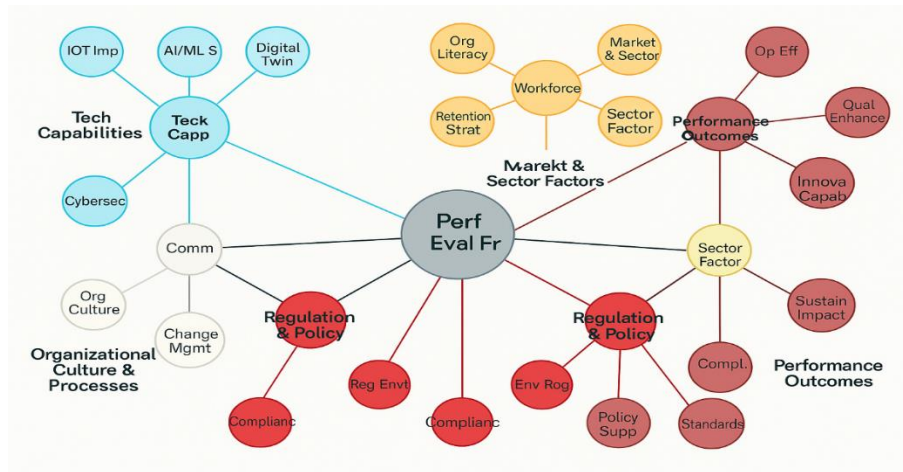 IOT Imp
AI/ML S
Digital
Twin
Tech
Capabilities
Teck
Capp
Cybersec
Org
Literacy
Market
& Sector
Workforce
Retention
Strat
Sector
Factor
Marekt &
Sector Factors
Op Eff
Performance
Outcomes
Qual
Enhance
Innova
Capab
Perf
Eval Fr
Comm
Sector
Factor
Org
Culture
Change
Mgmt
Organizational
Culture &
Processes
Regulation
& Policy
Complianc
Reg Envt
Complianc
Regulation
& Policy
Env Rog
Policy
Supp
Standards
Compl.
Sustain
Impact
Performance
Outcomes